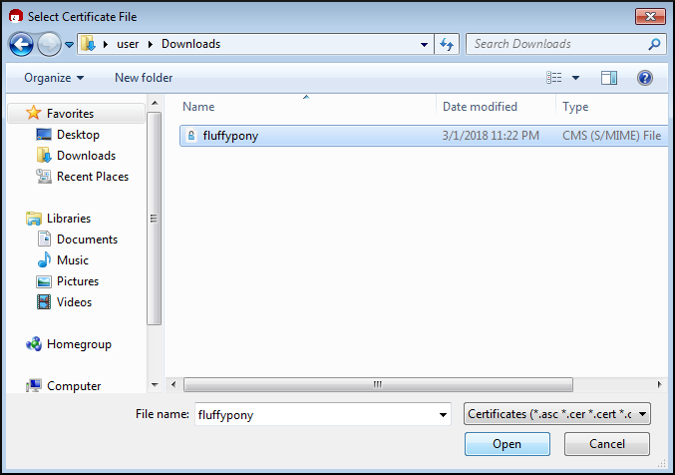 Select Certificate File
user Downloads Search Downloads
Organize New folder
Name Date modified Type
Favorites
Desktop
Downloads
Recent Places
Libraries
Documents
Music
Pictures
Videos
Homegroup
Computer
fluffypony 3/1/2018 11:22 PM CMS (S/MIME) File
File name: fluffypony Certificates (*.asc *.cer *.cert *.c
Open Cancel